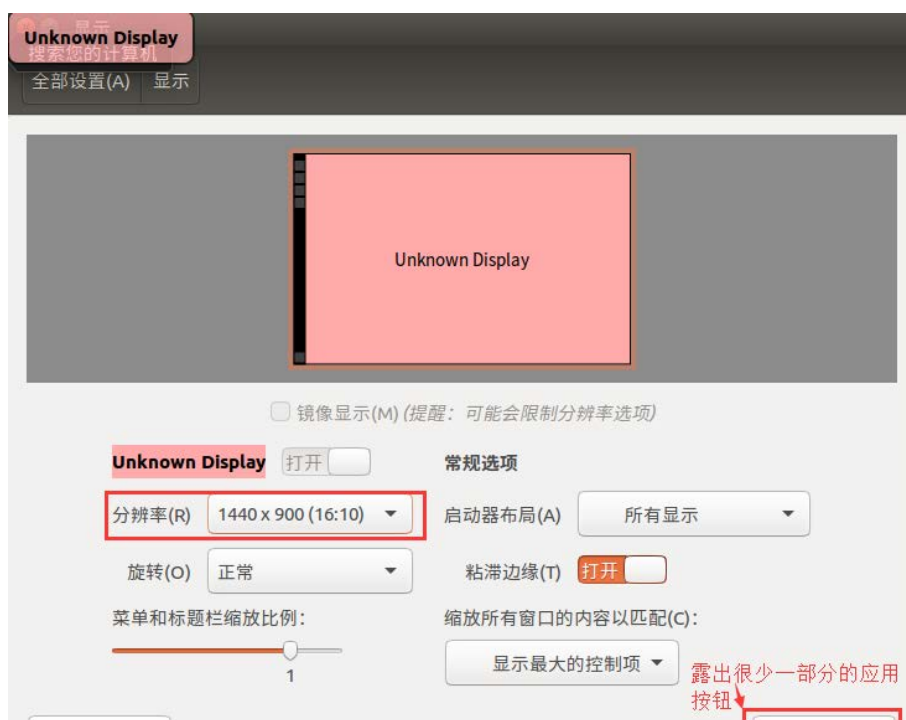 显示
Unknown Display
搜索您的计算机
全部设置(A) 显示
Unknown Display
镜像显示(M) (提醒：可能会限制分辨率选项)
Unknown Display 打开 常规选项
分辨率(R) 1440 x 900 (16:10) 启动器布局(A) 所有显示
旋转(O) 正常 粘滞边缘(T) 打开
菜单和标题栏缩放比例： 缩放所有窗口的内容以匹配(C)：
1 显示最大的控制项
露出很少一部分的应用
按钮